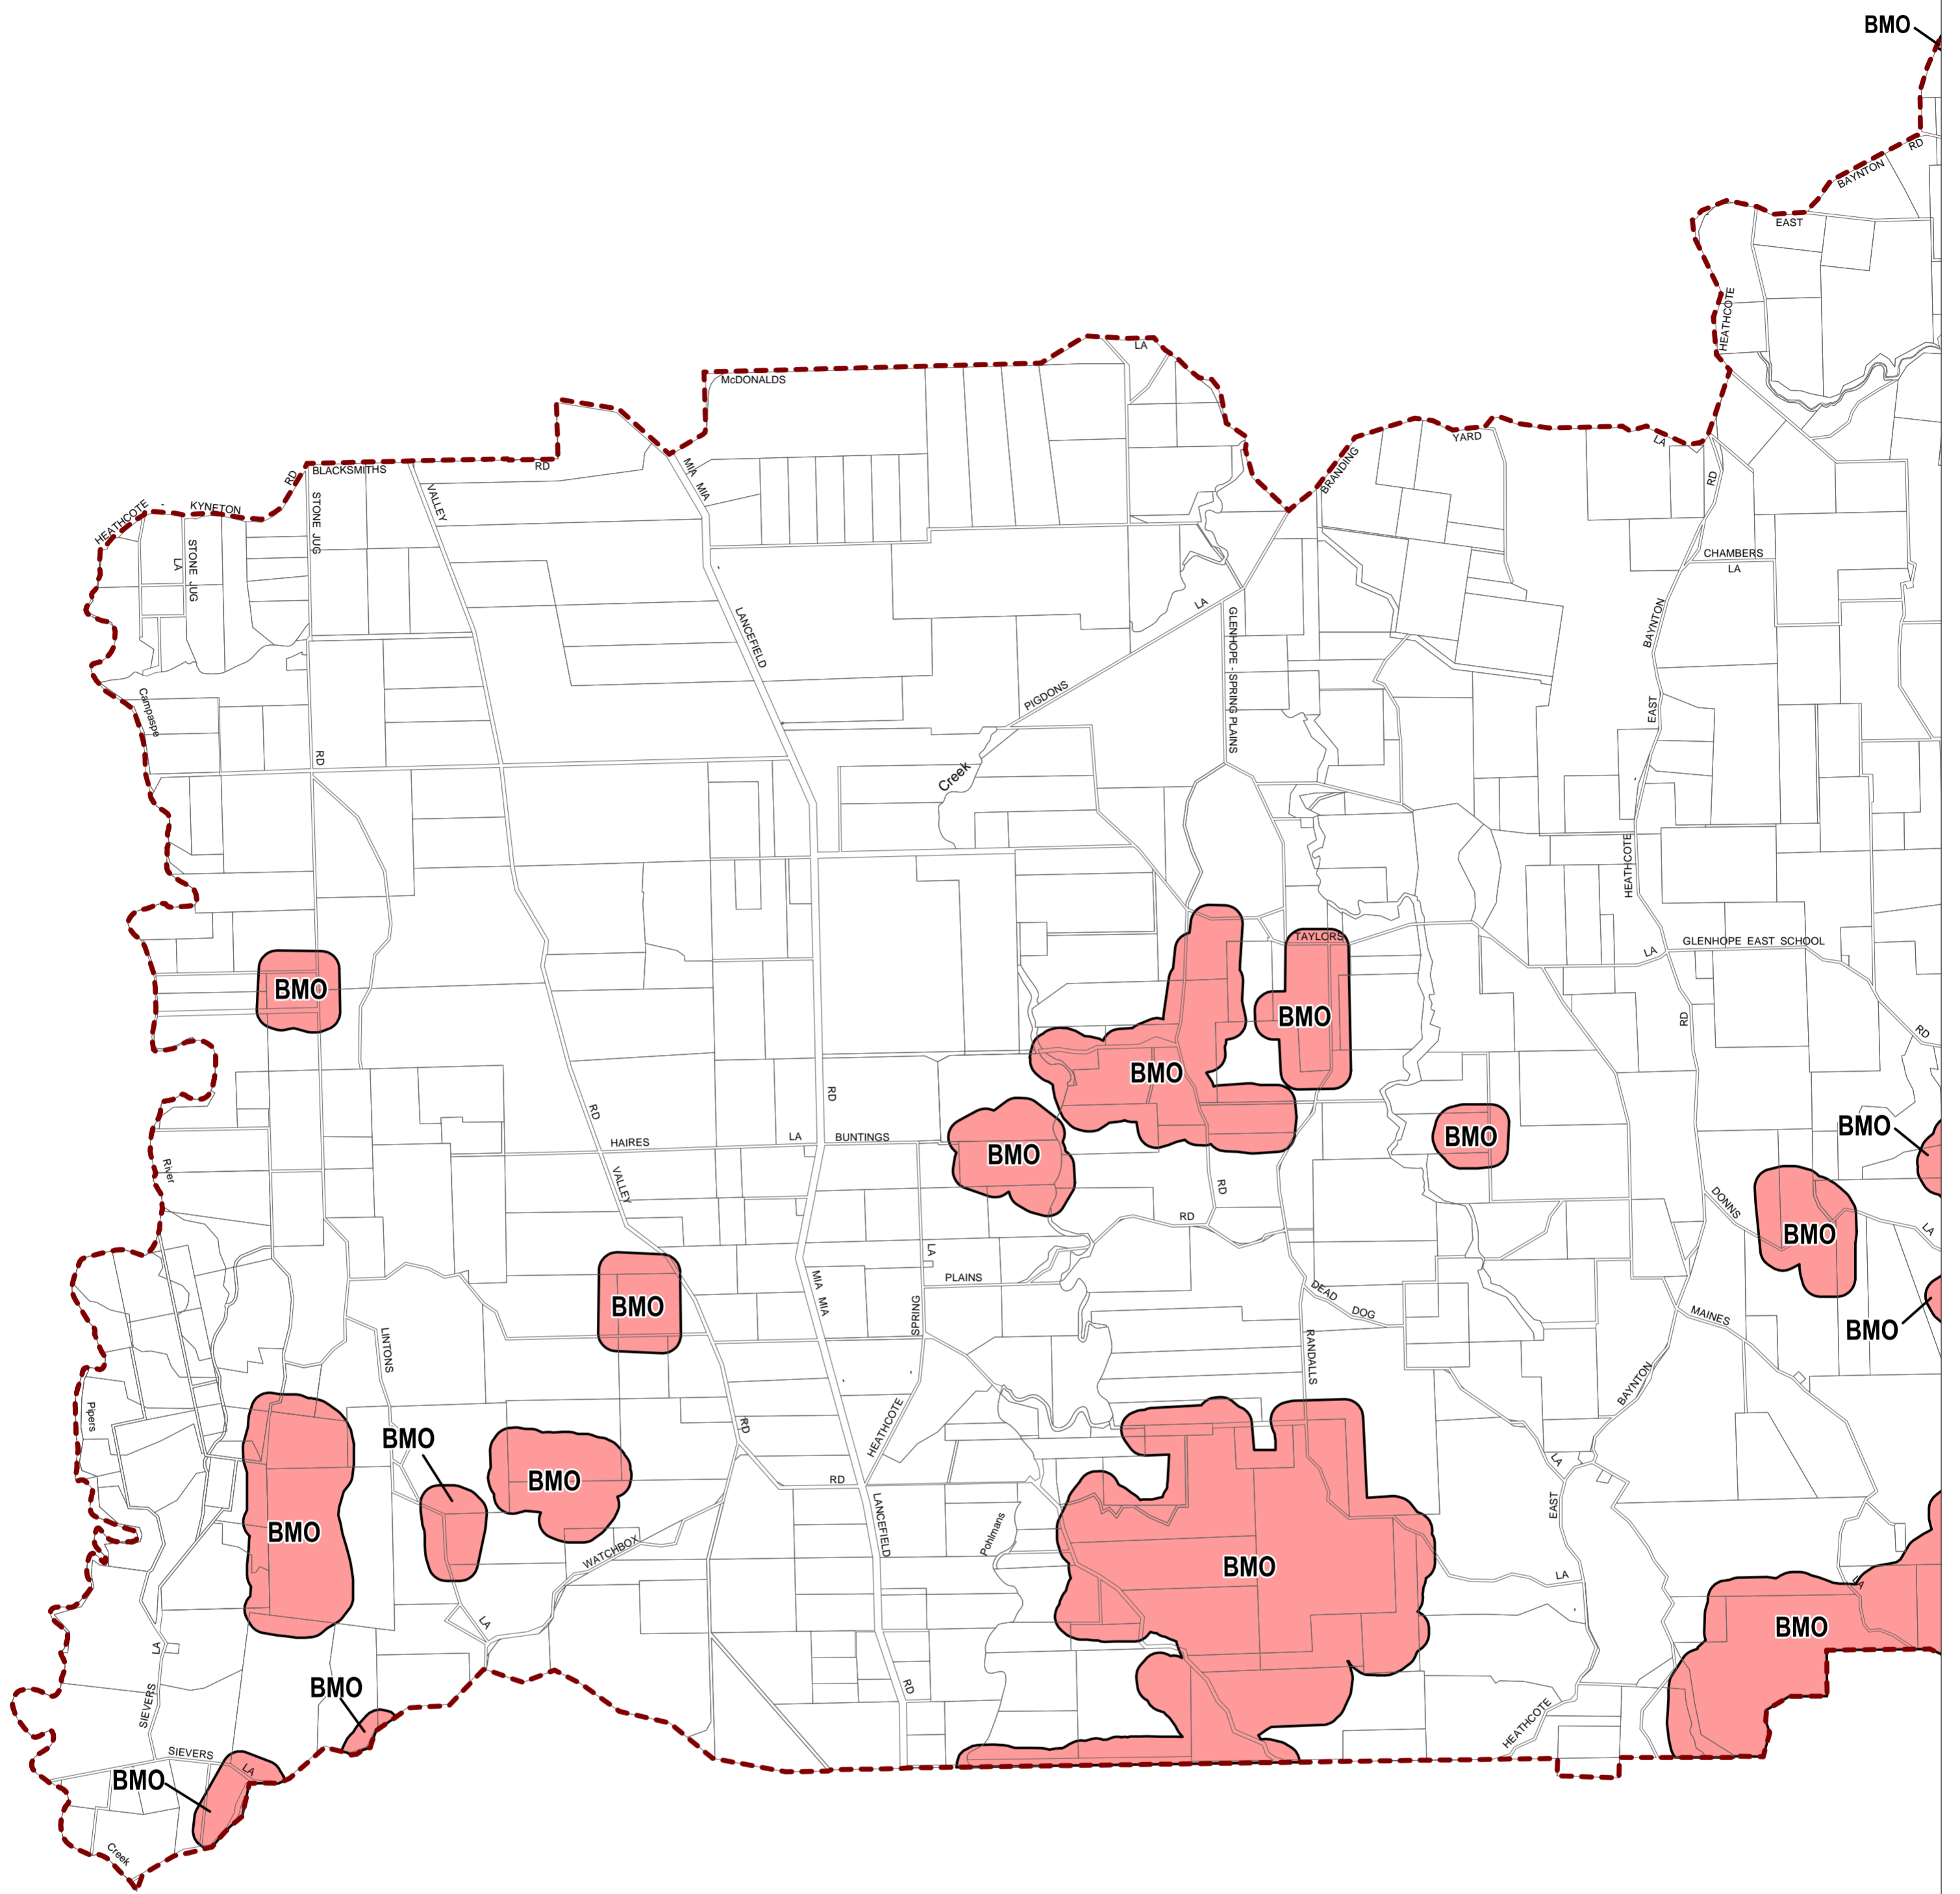 BMO
RD
BAYNTON
EAST
HEATHCOTE
LA
McDONALDS
YARD
LA
BRANDING
RD
BLACKSMITHS
RD
MIA MIA
RD
KYNETON
HEATHCOTE
VALLEY
STONE JUG
STONE JUG
LA
CHAMBERS
LA
LANCEFIELD
LA
GLENHOPE - SPRING PLAINS
BAYNTON
PIGDONS
Campaspe
EAST
RD
Creek
HEATHCOTE
TAYLORS
GLENHOPE EAST SCHOOL
LA
BMO
BMO
RD
RD
BMO
RD
RD
BMO
LA
BUNTINGS
HAIRES
BMO
BMO
River
VALLEY
RD
DONNS
RD
BMO
LA
LA
PLAINS
MIA MIA
BMO
DEAD
DOG
SPRING
MAINES
BMO
LINTONS
RANDALLS
BAYNTON
Pipers
RD
HEATHCOTE
BMO
LA
BMO
RD
EAST
LANCEFIELD
BMO
Pohlmans
WATCHBOX
BMO
LA
LA
LA
BMO
LA
BMO
RD
SIEVERS
HEATHCOTE
SIEVERS
LA
BMO
Creek